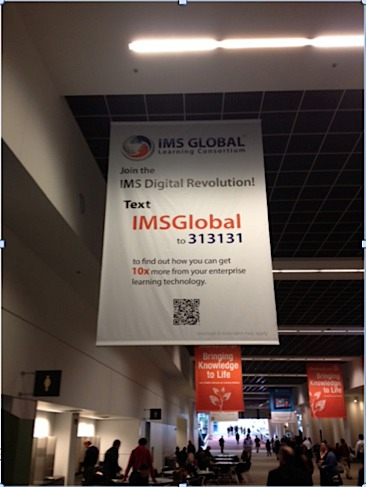 IMS GLOBAL
Learning Consortium
Join the
IMS Digital Revolution!
Text
IMSGlobal
to 313131
to find out how you can get
10x more from your enterprise
learning technology.
Bringing
Knowledge
to Life
Bringing
Knowledge
to Life